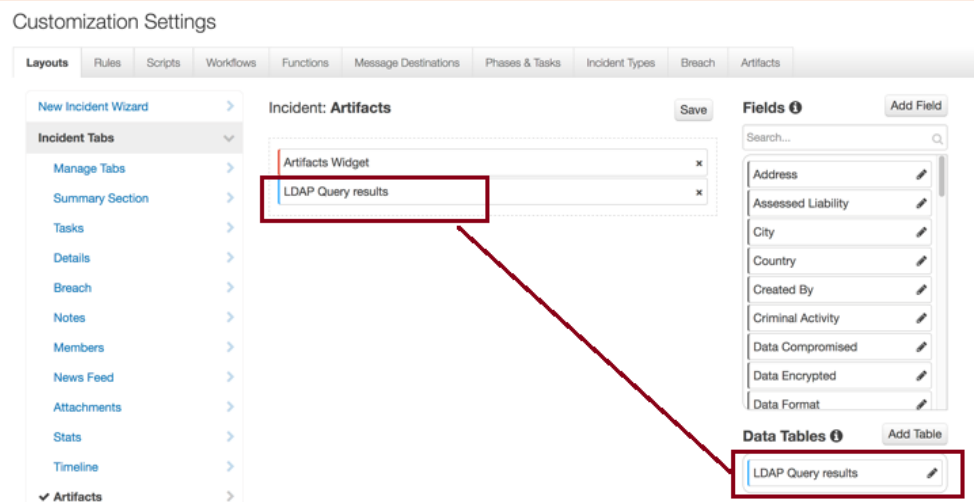 Customization Settings
Layouts Rules Scripts Workflows Functions Message Destinations Phases & Tasks Incident Types Breach Artifacts
New Incident Wizard
Incident Tabs
Manage Tabs
Summary Section
Tasks
Details
Breach
Notes
Members
News Feed
Attachments
Stats
Timeline
Artifacts
Incident: Artifacts
Save
Artifacts Widget
LDAP Query results
Fields
Add Field
Search...
Address
Assessed Liability
City
Country
Created By
Criminal Activity
Data Compromised
Data Encrypted
Data Format
Data Tables
Add Table
LDAP Query results